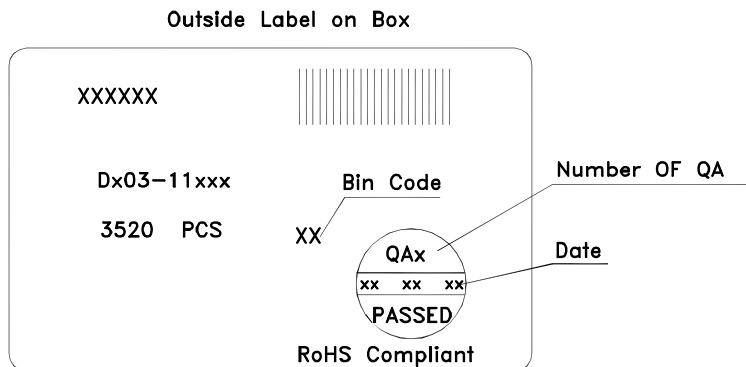 Outside Label on Box
XXXXXX
Dx03-11xxx
Bin Code
Number OF QA
3520 PCS
XX
QAx
Date
xx xx xx
PASSED
RoHS Compliant